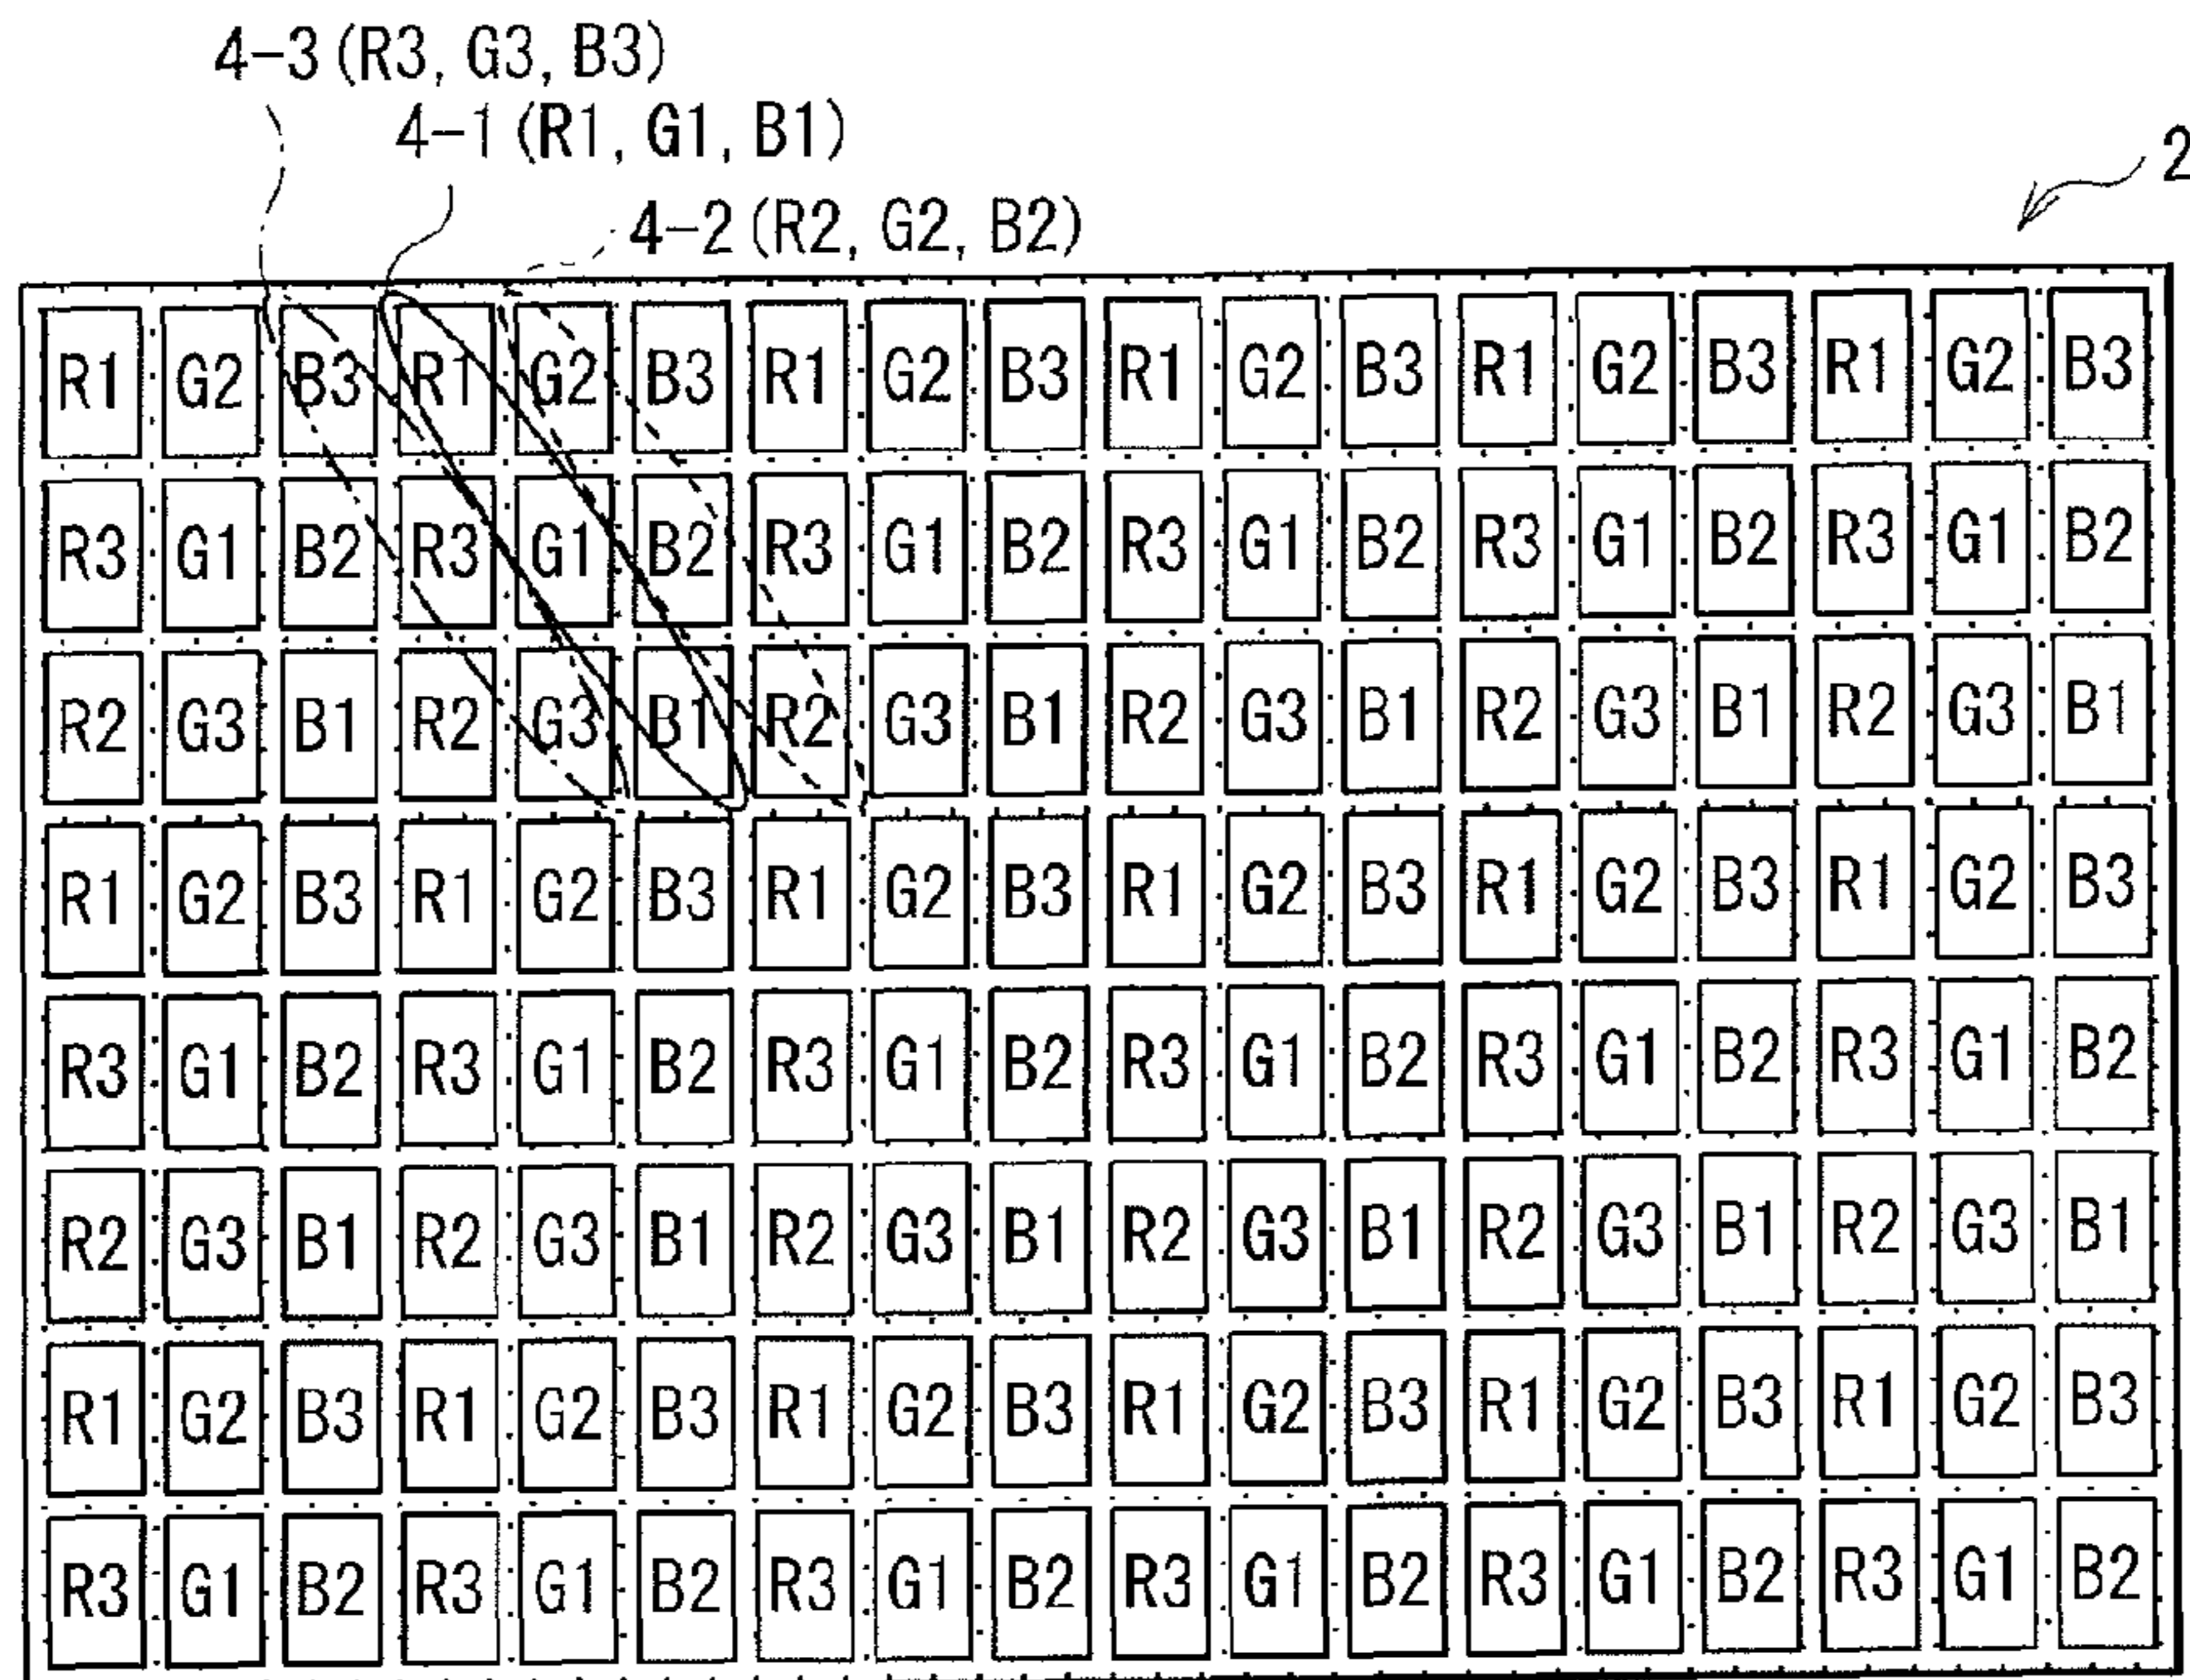 4-3 (R3, G3, B3)
4-1 (R1, G1, B1)
4-2 (R2, G2, B2)
2
R1 G2 B3 R1 G2 B3 R1 G2 B3 R1 G2 B3 R1 G2 B3 R1 G2 B3
R3 G1 B2 R3 G1 B2 R3 G1 B2 R3 G1 B2 R3 G1 B2 R3 G1 B2
R2 G3 B1 R2 G3 B1 R2 G3 B1 R2 G3 B1 R2 G3 B1 R2 G3 B1
R1 G2 B3 R1 G2 B3 R1 G2 B3 R1 G2 B3 R1 G2 B3 R1 G2 B3
R3 G1 B2 R3 G1 B2 R3 G1 B2 R3 G1 B2 R3 G1 B2 R3 G1 B2
R2 G3 B1 R2 G3 B1 R2 G3 B1 R2 G3 B1 R2 G3 B1 R2 G3 B1
R1 G2 B3 R1 G2 B3 R1 G2 B3 R1 G2 B3 R1 G2 B3 R1 G2 B3
R3 G1 B2 R3 G1 B2 R3 G1 B2 R3 G1 B2 R3 G1 B2 R3 G1 B2